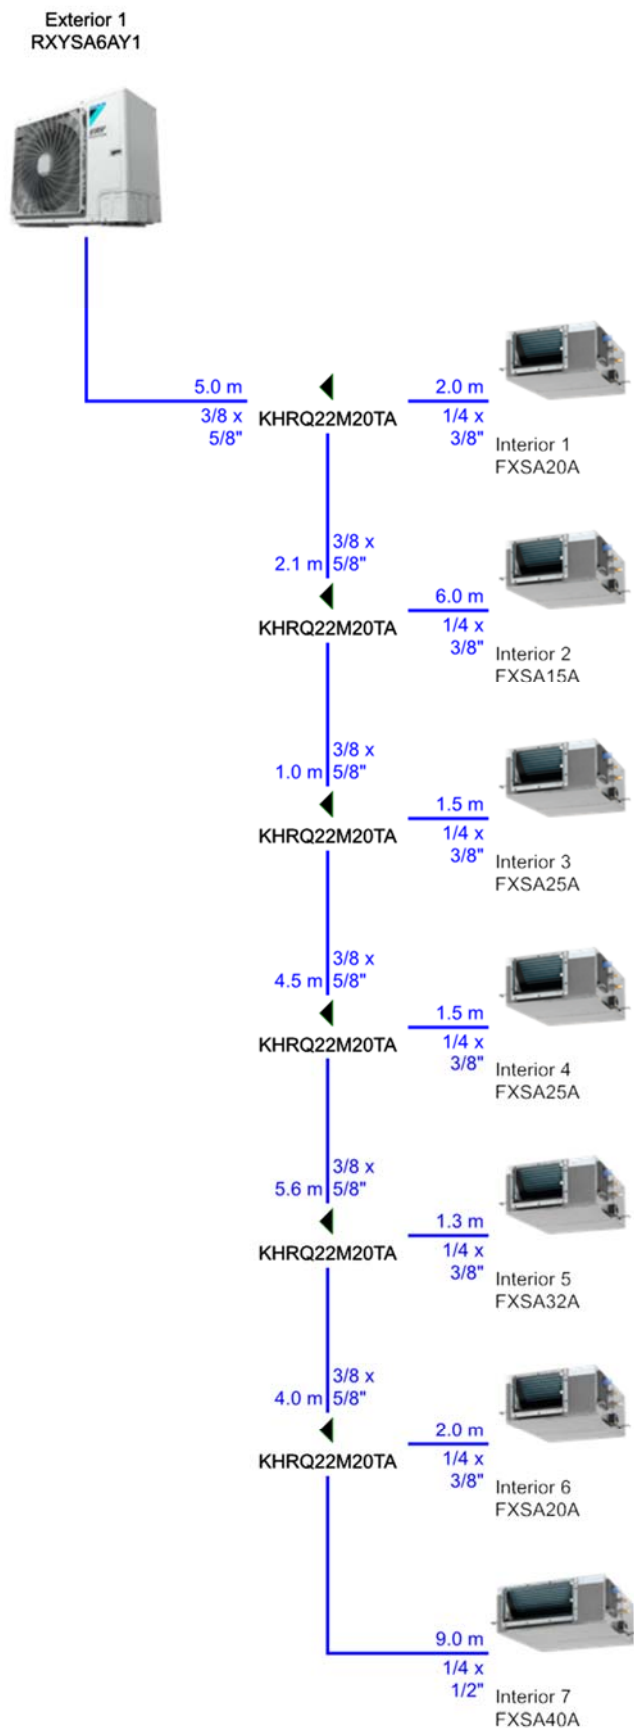 Exterior 1
RXYSA6AY1
5.0 m
3/8 x
5/8"
KHRQ22M20TA
2.0 m
1/4 x
3/8"
Interior 1
FXSA20A
3/8 x
2.1 m 5/8"
KHRQ22M20TA
6.0 m
1/4 x
3/8"
Interior 2
FXSA15A
3/8 x
1.0 m 5/8"
KHRQ22M20TA
1.5 m
1/4 x
3/8"
Interior 3
FXSA25A
3/8 x
4.5 m 5/8"
KHRQ22M20TA
1.5 m
1/4 x
3/8"
Interior 4
FXSA25A
3/8 x
5.6 m 5/8"
KHRQ22M20TA
1.3 m
1/4 x
3/8"
Interior 5
FXSA32A
3/8 x
4.0 m 5/8"
KHRQ22M20TA
2.0 m
1/4 x
3/8"
Interior 6
FXSA20A
9.0 m
1/4 x
1/2"
Interior 7
FXSA40A